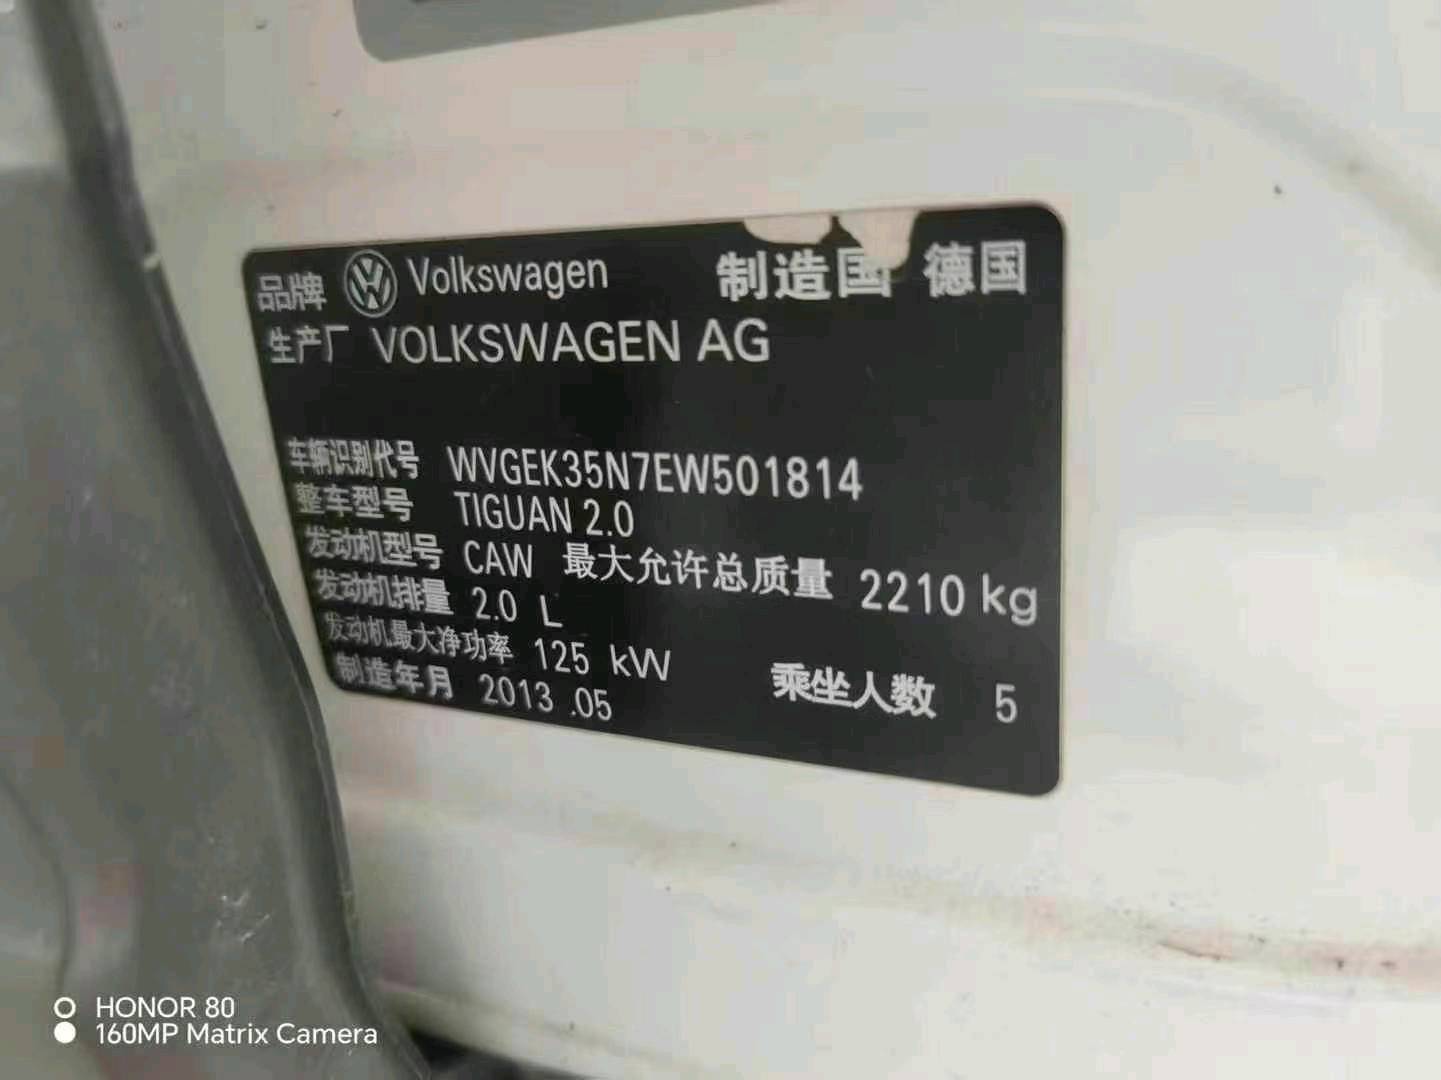 品牌 Volkswagen 制造国 德国
生产厂 VOLKSWAGEN AG
车辆识别代号 WVGEK35N7EW501814
整车型号 TIGUAN 2.0
发动机型号 CAW 最大允许总质量 2210 kg
发动机排量 2.0 L
发动机最大净功率 125 kW 乘坐人数 5
制造年月 2013 .05
HONOR 80
160MP Matrix Camera